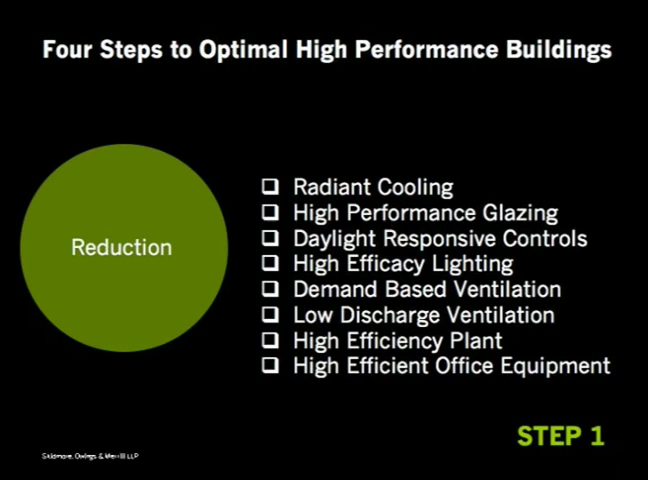 Four Steps to Optimal High Performance Buildings
Reduction
Radiant Cooling
High Performance Glazing
Daylight Responsive Controls
High Efficacy Lighting
Demand Based Ventilation
Low Discharge Ventilation
High Efficiency Plant
High Efficient Office Equipment
STEP 1
Skidmore, Owings & Merrill LLP